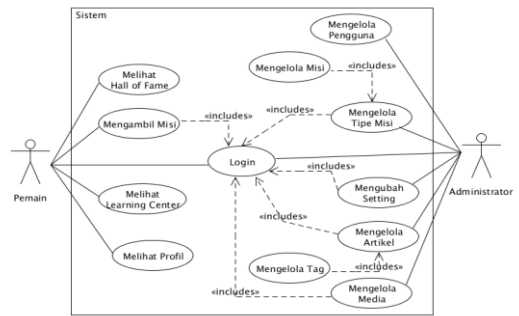 Sistem
Mengelola
Pengguna
Mengelola Misi
«includes»
Melihat
Hall of Fame
Mengambil Misi
«includes»
«includes»
Mengelola
Tipe Misi
Login
«includes»
Mengubah
Setting
Pemain
Administrator
Melihat
Learning Center
«includes»
Mengelola
Artikel
Melihat Profil
Mengelola Tag
«includes»
«includes»
Mengelola
Media